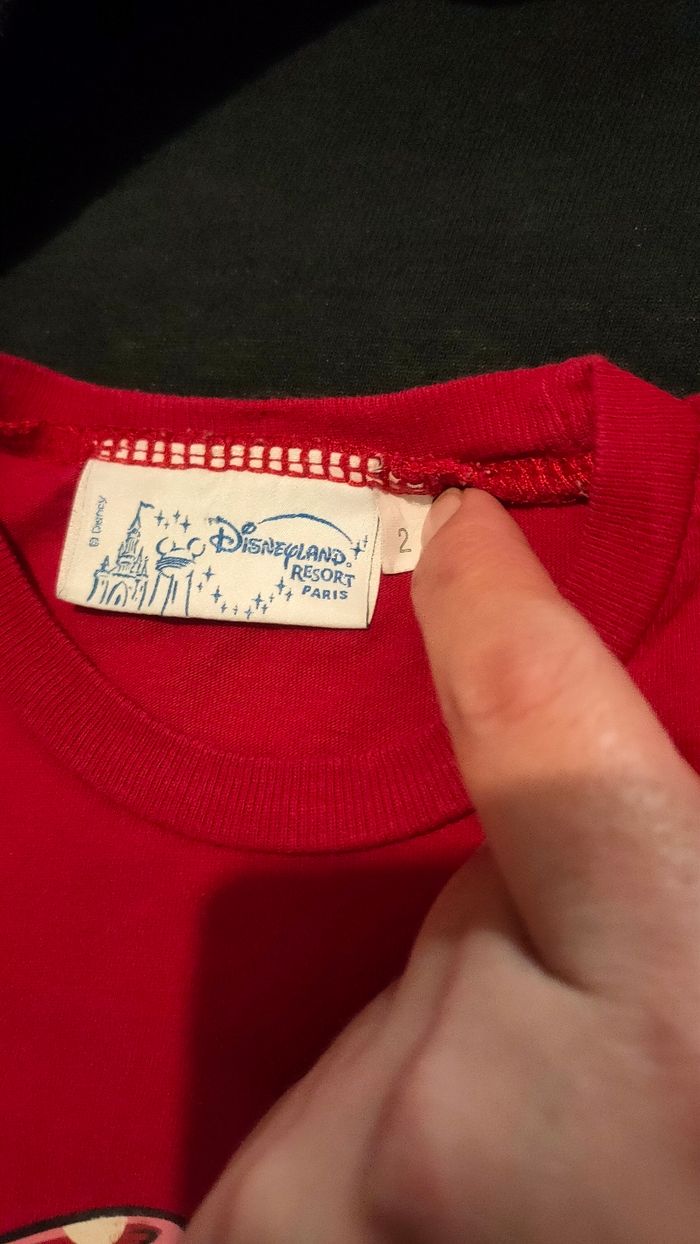 © Disney
DISNEYLAND
RESORT
PARIS
2